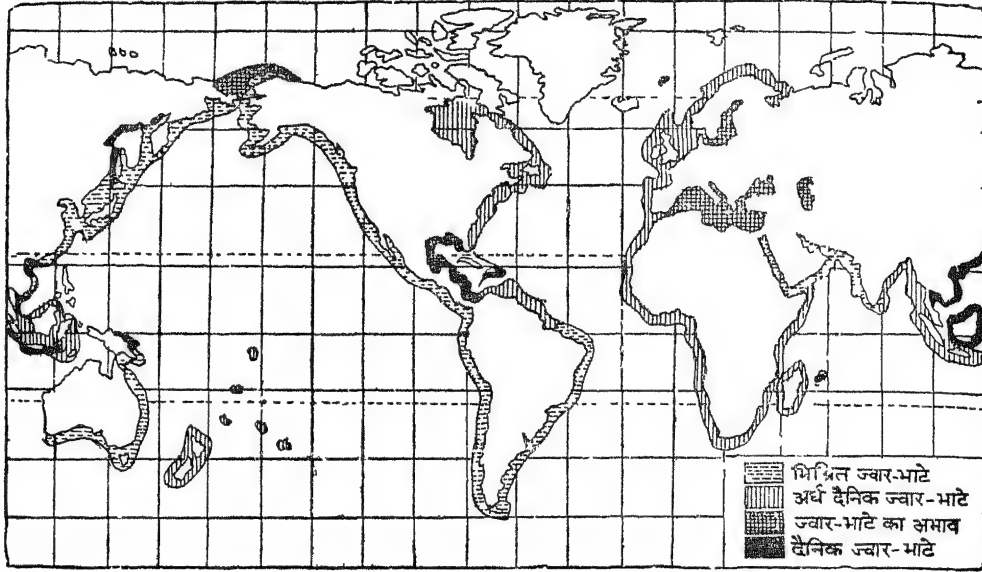 मिश्रित ज्वार-भाटे
अर्ध दैनिक ज्वार-भाटे
ज्वार-भाटे का अभाव
दैनिक ज्वार-भाटे